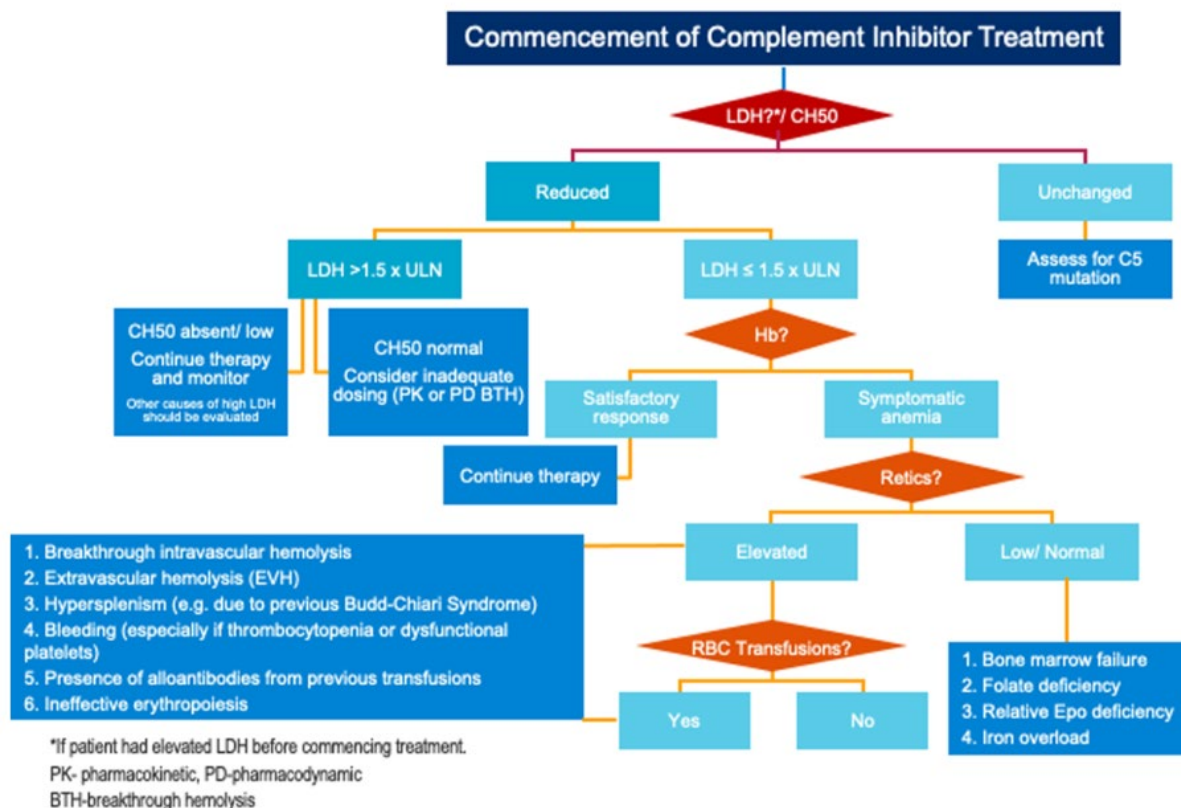 Commencement of Complement Inhibitor Treatment
LDH?*/ CH50
Reduced
Unchanged
LDH >1.5 x ULN
LDH ≤ 1.5 x ULN
Assess for C5
mutation
CH50 absent/ low
Continue therapy
and monitor
Other causes of high LDH
should be evaluated
CH50 normal
Consider inadequate
dosing (PK or PD BTH)
Hb?
Satisfactory
response
Symptomatic
anemia
Continue therapy
Retics?
Elevated
Low/ Normal
1. Breakthrough intravascular hemolysis
2. Extravascular hemolysis (EVH)
3. Hypersplenism (e.g. due to previous Budd-Chiari Syndrome)
4. Bleeding (especially if thrombocytopenia or dysfunctional
platelets)
5. Presence of alloantibodies from previous transfusions
6. Ineffective erythropoiesis
RBC Transfusions?
Yes
No
1. Bone marrow failure
2. Folate deficiency
3. Relative Epo deficiency
4. Iron overload
*If patient had elevated LDH before commencing treatment.
PK- pharmacokinetic, PD-pharmacodynamic
BTH-breakthrough hemolysis